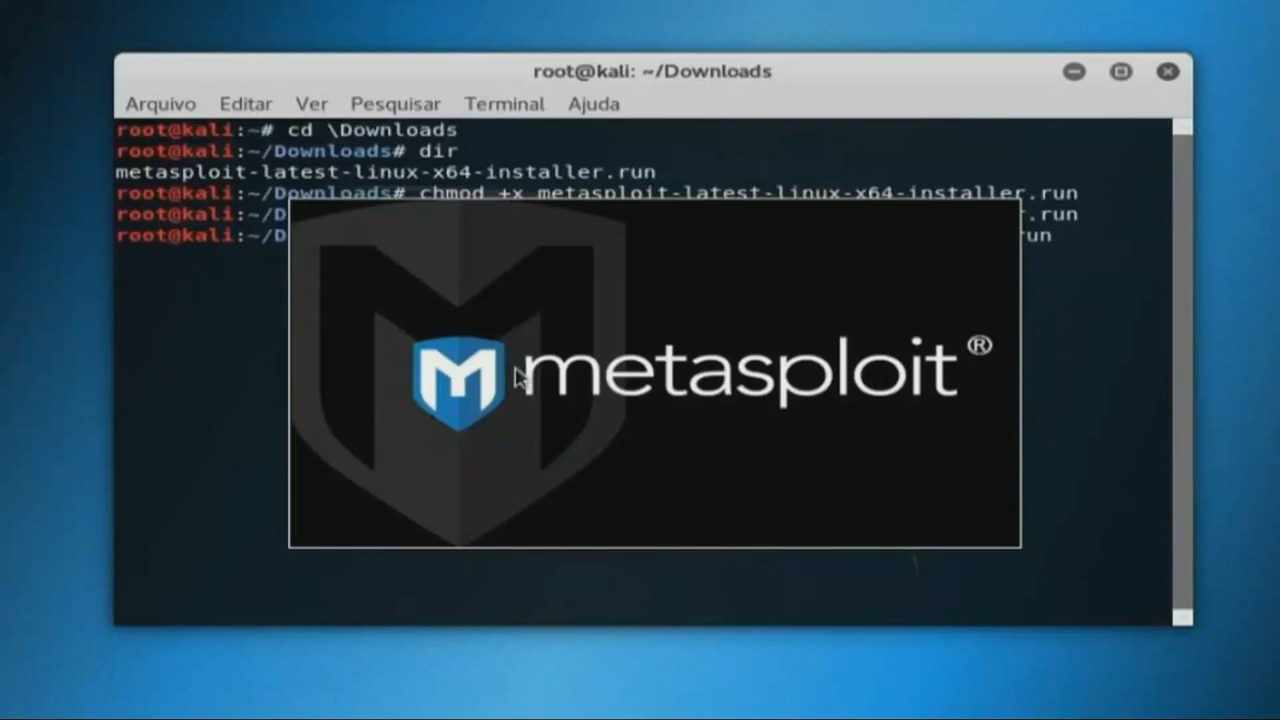 root@kali: ~/Downloads
Arquivo Editar Ver Pesquisar Terminal Ajuda
root@kali:~# cd \Downloads
root@kali:~/Downloads# dir
metasploit-latest-linux-x64-installer.run
root@kali:~/Downloads# chmod +x metasploit-latest-linux-x64-installer.run
root@kali:~/D r.run
root@kali:~/D run
M metasploit®